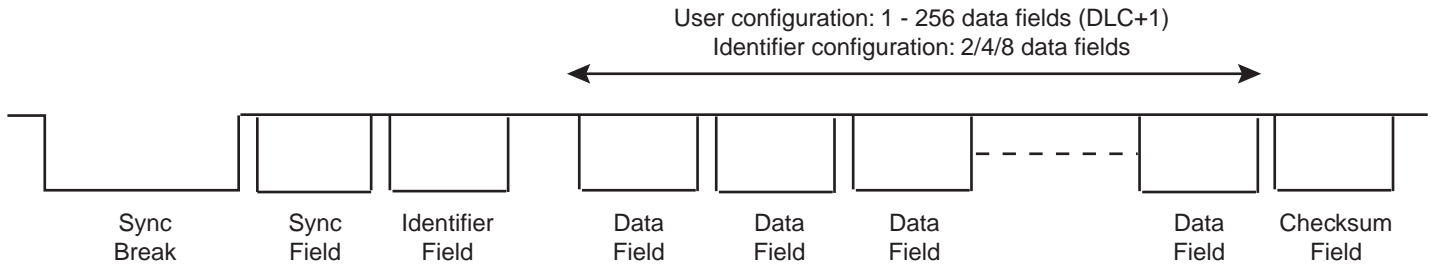 User configuration: 1 - 256 data fields (DLC+1)
Identifier configuration: 2/4/8 data fields
Sync
Break
Sync
Field
Identifier
Field
Data
Field
Data
Field
Data
Field
Data
Field
Checksum
Field